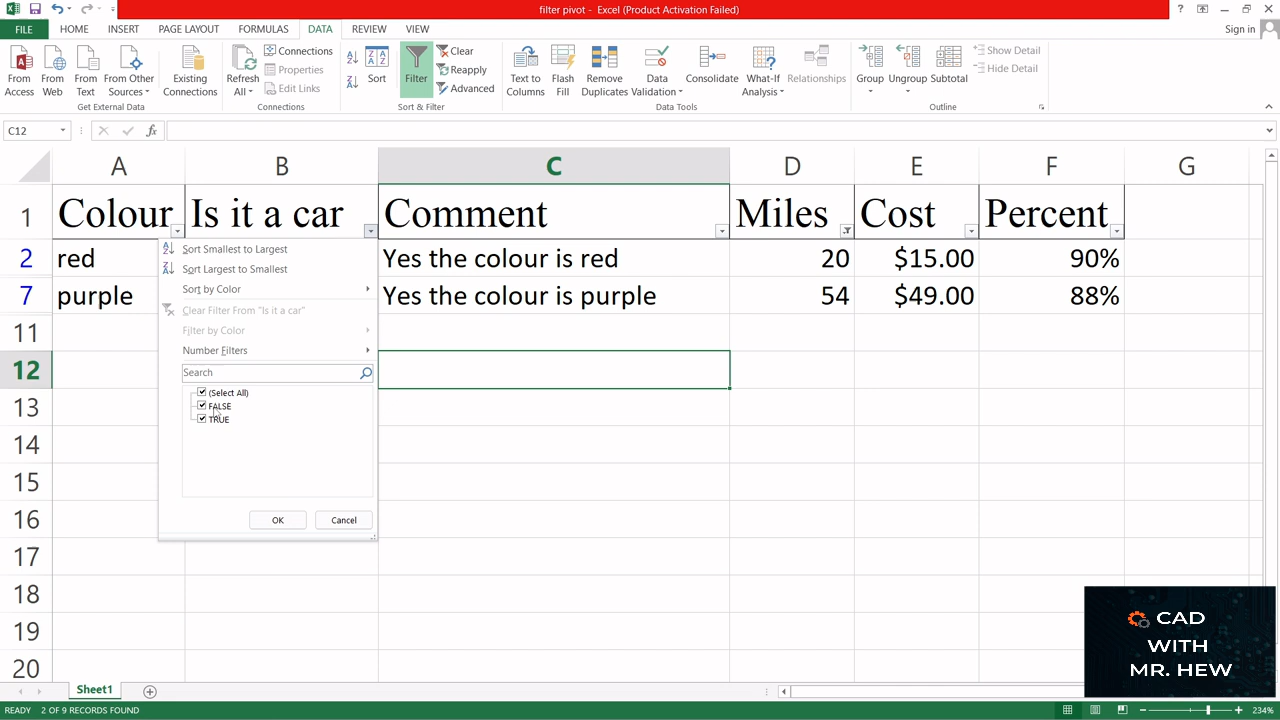 filter pivot - Excel (Product Activation Failed)
FILE HOME INSERT PAGE LAYOUT FORMULAS DATA REVIEW VIEW Sign in
From Access
From Web
From Text
From Other Sources
Get External Data
Existing Connections
Refresh All
Connections
Properties
Edit Links
Connections
Sort
Filter
Clear
Reapply
Advanced
Sort & Filter
Text to Columns
Flash Fill
Remove Duplicates
Data Validation
Consolidate
What-If Analysis
Relationships
Data Tools
Group
Ungroup
Subtotal
Show Detail
Hide Detail
Outline
C12
A B C D E F G
1 Colour Is it a car Comment Miles Cost Percent
2 red Yes the colour is red 20 $15.00 90%
7 purple Yes the colour is purple 54 $49.00 88%
11
12
13
14
15
16
17
18
19
20
Sort Smallest to Largest
Sort Largest to Smallest
Sort by Color
Clear Filter From "Is it a car"
Filter by Color
Number Filters
Search
(Select All)
FALSE
TRUE
OK Cancel
CAD
WITH
MR. HEW
Sheet1
READY 2 OF 9 RECORDS FOUND 234%